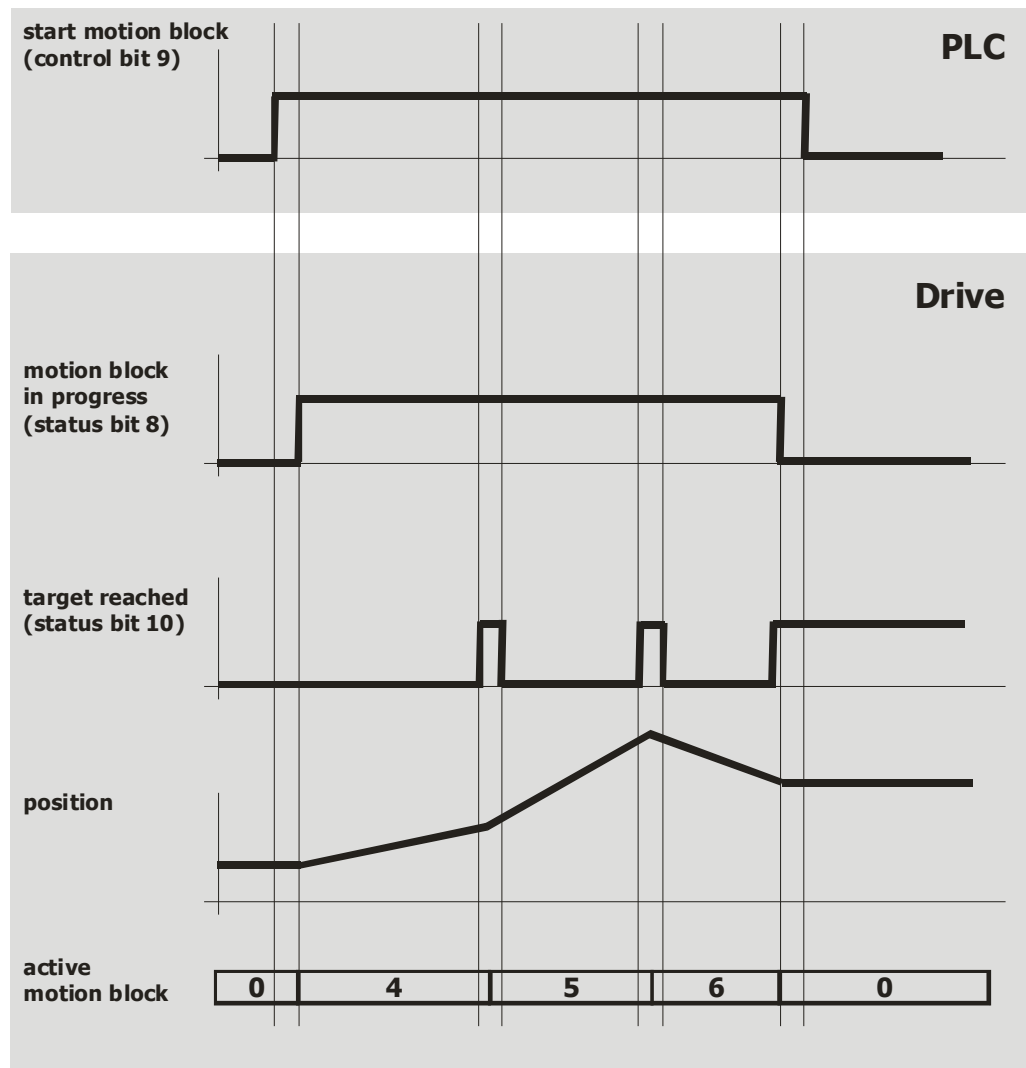 start motion block
(control bit 9)
PLC
Drive
motion block
in progress
(status bit 8)
target reached
(status bit 10)
position
active
motion block
0 4 5 6 0